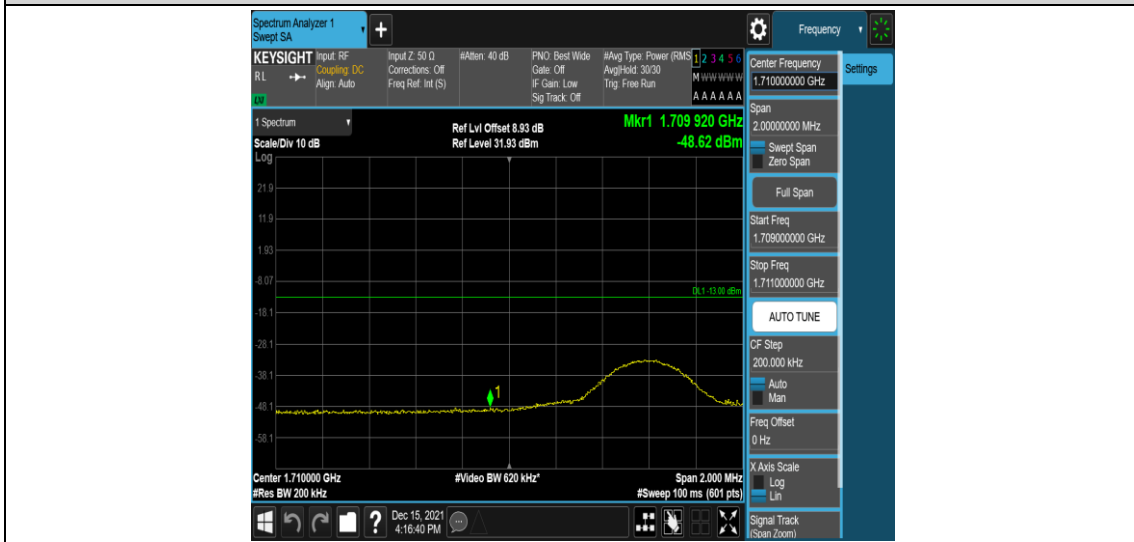 Spectrum Analyzer 1
Swept SA
+
Frequency
KEYSIGHT
RL
LXI
Input: RF
Coupling: DC
Align: Auto
Input Z: 50 Ω
Corrections: Off
Freq Ref: Int (S)
#Atten: 40 dB
PNO: Best Wide
Gate: Off
IF Gain: Low
Sig Track: Off
#Avg Type: Power (RMS
Avg|Hold: 30/30
Trig: Free Run
1 2 3 4 5 6
M W W W W W
A A A A A A
1 Spectrum
Scale/Div 10 dB
Log
Ref Lvl Offset 8.93 dB
Ref Level 31.93 dBm
Mkr1 1.709 920 GHz
-48.62 dBm
21.9
11.9
1.93
-8.07
-18.1
-28.1
-38.1
-48.1
-58.1
DL1 -13.00 dBm
1
Center 1.710000 GHz
#Res BW 200 kHz
#Video BW 620 kHz*
Span 2.000 MHz
#Sweep 100 ms (601 pts)
Center Frequency
1.710000000 GHz
Settings
Span
2.00000000 MHz
Swept Span
Zero Span
Full Span
Start Freq
1.709000000 GHz
Stop Freq
1.711000000 GHz
AUTO TUNE
CF Step
200.000 kHz
Auto
Man
Freq Offset
0 Hz
X Axis Scale
Log
Lin
Signal Track
(Span Zoom)
?
Dec 15, 2021
4:16:40 PM